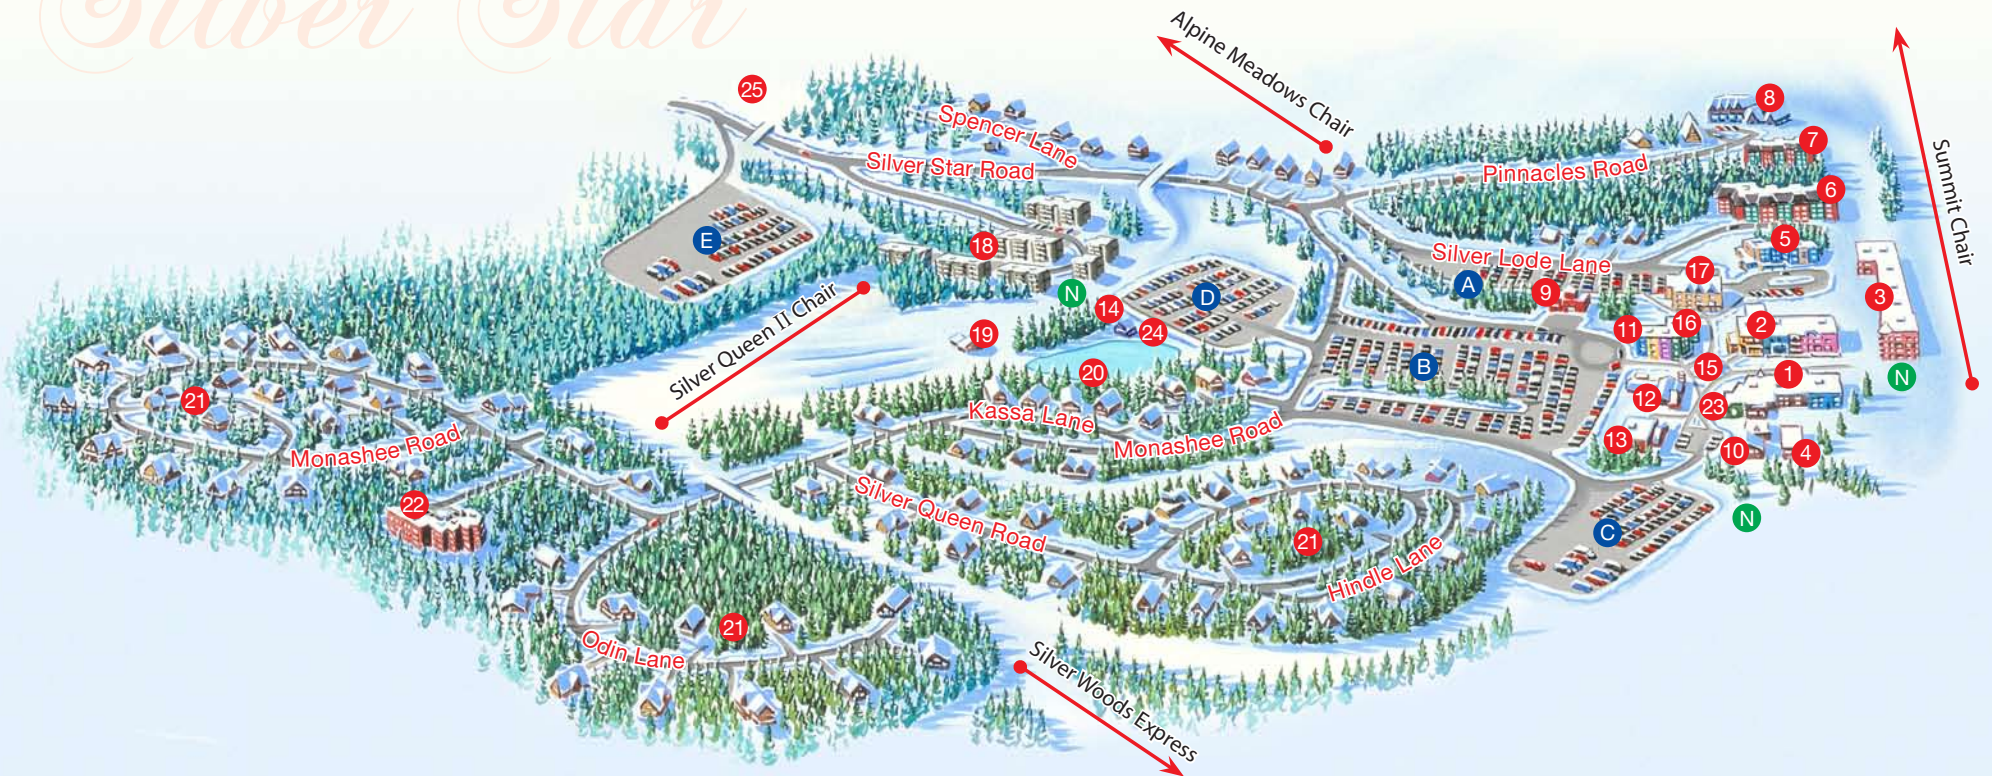 Silver Star
Alpine Meadows Chair
25
8
Spencer Lane
7
Silver Star Road
Pinnacles Road
Summit Chair
6
E
18
5
Silver Lode Lane
17
A
N
9
D
3
14
Silver Queen II Chair
19
24
11
16
2
20
B
15
1
N
21
12
23
Kassa Lane
Monashee Road
Monashee Road
13
10
4
22
Silver Queen Road
N
C
21
Hindle Lane
21
Odin Lane
Silver Woods Express